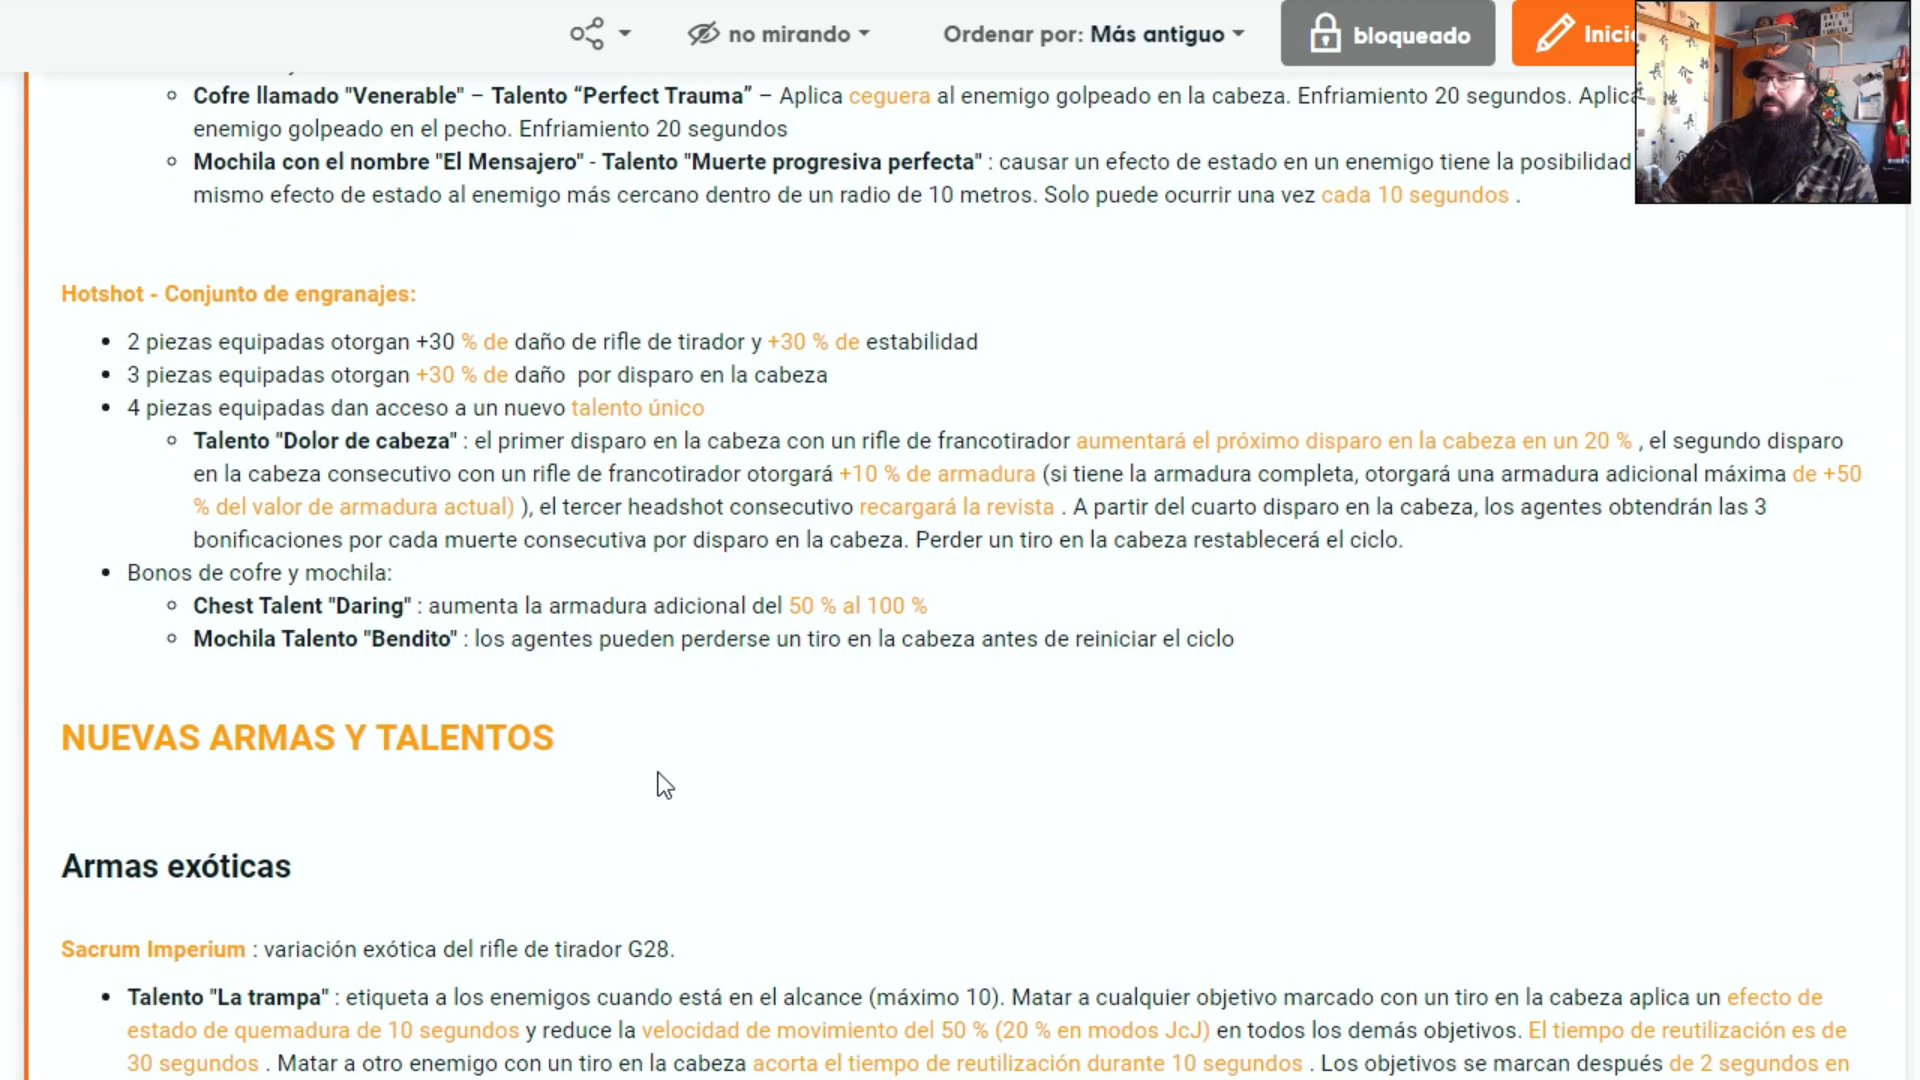 no mirando
Ordenar por: Más antiguo
bloqueado
Inici
Cofre llamado "Venerable" – Talento “Perfect Trauma” – Aplica ceguera al enemigo golpeado en la cabeza. Enfriamiento 20 segundos. Aplica
enemigo golpeado en el pecho. Enfriamiento 20 segundos
Mochila con el nombre "El Mensajero" - Talento "Muerte progresiva perfecta" : causar un efecto de estado en un enemigo tiene la posibilidad
mismo efecto de estado al enemigo más cercano dentro de un radio de 10 metros. Solo puede ocurrir una vez cada 10 segundos .
Hotshot - Conjunto de engranajes:
2 piezas equipadas otorgan +30 % de daño de rifle de tirador y +30 % de estabilidad
3 piezas equipadas otorgan +30 % de daño por disparo en la cabeza
4 piezas equipadas dan acceso a un nuevo talento único
Talento "Dolor de cabeza" : el primer disparo en la cabeza con un rifle de francotirador aumentará el próximo disparo en la cabeza en un 20 % , el segundo disparo
en la cabeza consecutivo con un rifle de francotirador otorgará +10 % de armadura (si tiene la armadura completa, otorgará una armadura adicional máxima de +50
% del valor de armadura actual) ), el tercer headshot consecutivo recargará la revista . A partir del cuarto disparo en la cabeza, los agentes obtendrán las 3
bonificaciones por cada muerte consecutiva por disparo en la cabeza. Perder un tiro en la cabeza restablecerá el ciclo.
Bonos de cofre y mochila:
Chest Talent "Daring" : aumenta la armadura adicional del 50 % al 100 %
Mochila Talento "Bendito" : los agentes pueden perderse un tiro en la cabeza antes de reiniciar el ciclo
NUEVAS ARMAS Y TALENTOS
Armas exóticas
Sacrum Imperium : variación exótica del rifle de tirador G28.
Talento "La trampa" : etiqueta a los enemigos cuando está en el alcance (máximo 10). Matar a cualquier objetivo marcado con un tiro en la cabeza aplica un efecto de
estado de quemadura de 10 segundos y reduce la velocidad de movimiento del 50 % (20 % en modos JcJ) en todos los demás objetivos. El tiempo de reutilización es de
30 segundos . Matar a otro enemigo con un tiro en la cabeza acorta el tiempo de reutilización durante 10 segundos . Los objetivos se marcan después de 2 segundos en